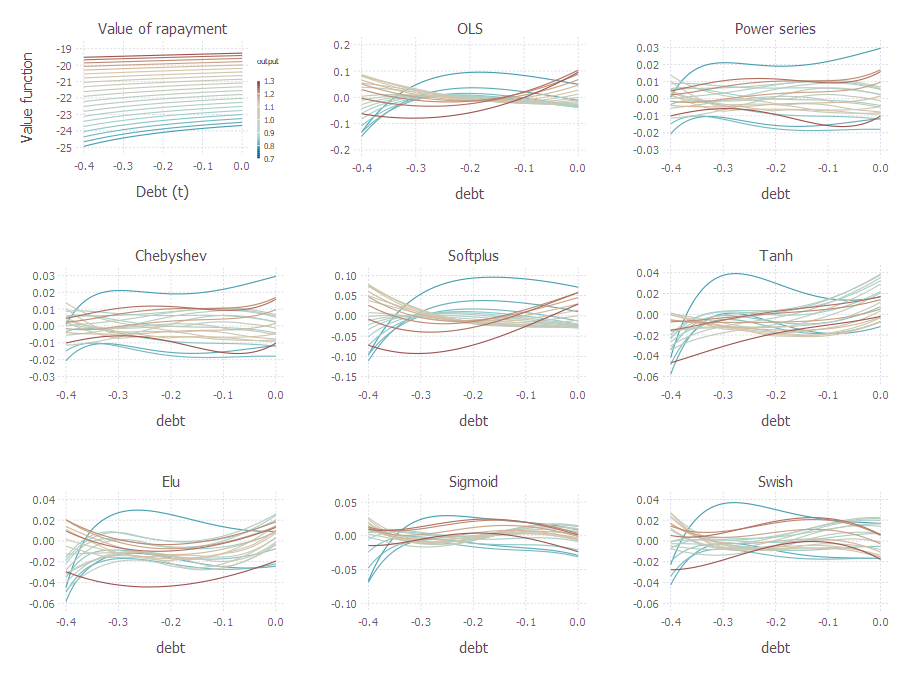 Value of rapayment
Value function
-19
-20
-21
-22
-23
-24
-25
-0.4 -0.3 -0.2 -0.1 0.0
Debt (t)
output
1.3
1.2
1.1
1.0
0.9
0.8
0.7
OLS
0.2
0.1
0.0
-0.1
-0.2
-0.4 -0.3 -0.2 -0.1 0.0
debt
Power series
0.03
0.02
0.01
0.00
-0.01
-0.02
-0.03
-0.4 -0.3 -0.2 -0.1 0.0
debt
Chebyshev
0.03
0.02
0.01
0.00
-0.01
-0.02
-0.03
-0.4 -0.3 -0.2 -0.1 0.0
debt
Softplus
0.10
0.05
0.00
-0.05
-0.10
-0.15
-0.4 -0.3 -0.2 -0.1 0.0
debt
Tanh
0.04
0.02
0.00
-0.02
-0.04
-0.06
-0.4 -0.3 -0.2 -0.1 0.0
debt
Elu
0.04
0.02
0.00
-0.02
-0.04
-0.06
-0.4 -0.3 -0.2 -0.1 0.0
debt
Sigmoid
0.05
0.00
-0.05
-0.10
-0.4 -0.3 -0.2 -0.1 0.0
debt
Swish
0.04
0.02
0.00
-0.02
-0.04
-0.06
-0.4 -0.3 -0.2 -0.1 0.0
debt